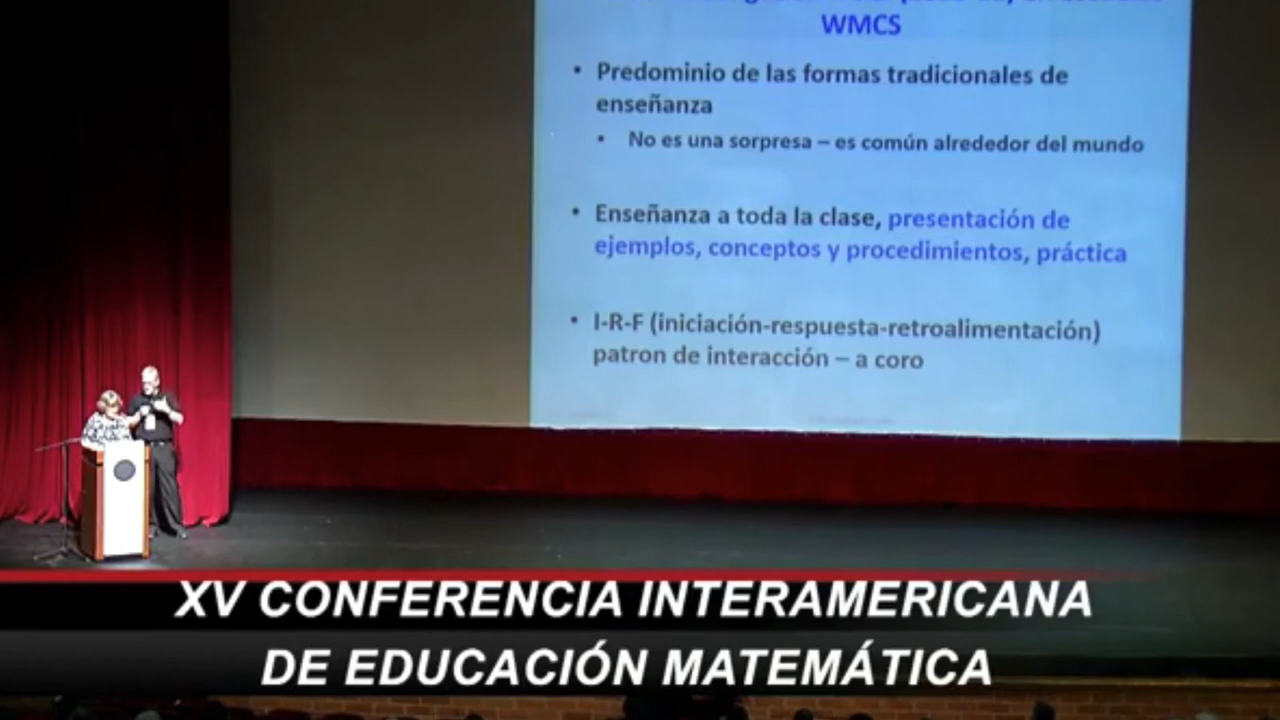 WMCS
• Predominio de las formas tradicionales de
enseñanza
• No es una sorpresa – es común alrededor del mundo
• Enseñanza a toda la clase, presentación de
ejemplos, conceptos y procedimientos, práctica
• I-R-F (iniciación-respuesta-retroalimentación)
patron de interacción – a coro
XV CONFERENCIA INTERAMERICANA
DE EDUCACIÓN MATEMÁTICA